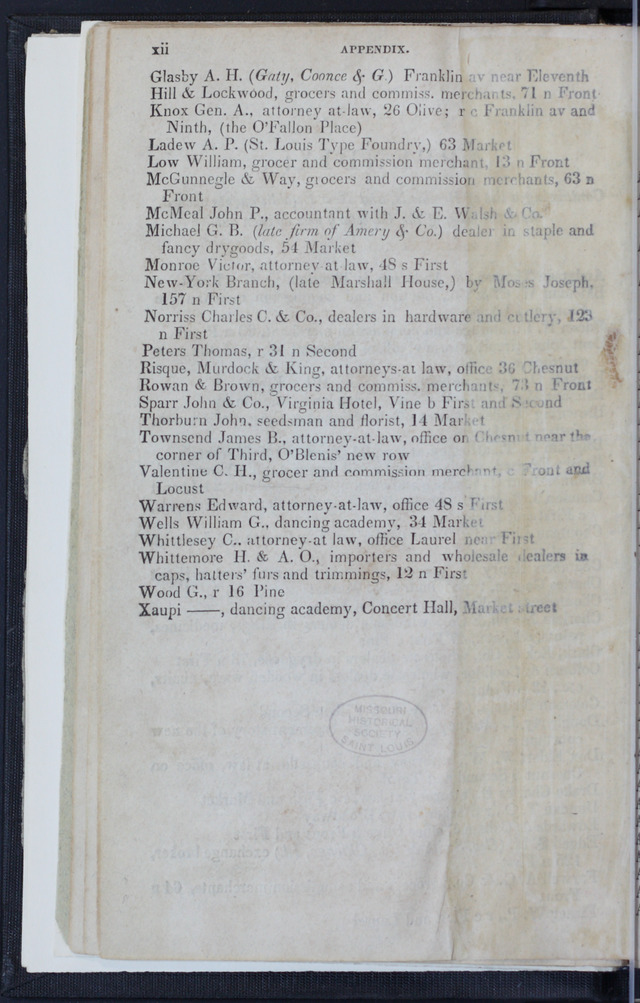 xii
APPENDIX.
Glasby A. H. (Gaty, Coonce & G.) Franklin av near Eleventh
Hill & Lockwood, grocers and commiss. merchants, 71 n Front
Knox Gen. A., attorney at-law, 26 Olive; r c Franklin av and
Ninth, (the O'Fallon Place)
Ladew A. P. (St. Louis Type Foundry,) 63 Market
Low William, grocer and commission merchant, 13 n Front
McGunnegle & Way, grocers and commission merchants, 63 n
Front
McMeal John P., accountant with J. & E. Walsh & Co.
Michael G. B. (late firm of Amery & Co.) dealer in staple and
fancy drygoods, 54 Market
Monroe Victor, attorney at law, 48 s First
New-York Branch, (late Marshall House,) by Moses Joseph,
157 n First
Norriss Charles C. & Co., dealers in hardware and cutlery, 123
n First
Peters Thomas, r 31 n Second
Risque, Murdock & King, attorneys-at law, office 36 Chesnut
Rowan & Brown, grocers and commiss. merchants, 73 n Front
Sparr John & Co., Virginia Hotel, Vine b First and Second
Thorburn John, seedsman and florist, 14 Market
Townsend James B., attorney-at-law, office on Chesnut near the
corner of Third, O'Blenis' new row
Valentine C. H., grocer and commission merchant, c Front and
Locust
Warrens Edward, attorney-at-law, office 48 s First
Wells William G., dancing academy, 34 Market
Whittlesey C., attorney-at law, office Laurel near First
Whittemore H. & A. O., importers and wholesale dealers in
caps, hatters' furs and trimmings, 12 n First
Wood G., r 16 Pine
Xaupi ——, dancing academy, Concert Hall, Market street
MISSOURI
HISTORICAL
SOCIETY
SAINT LOUIS